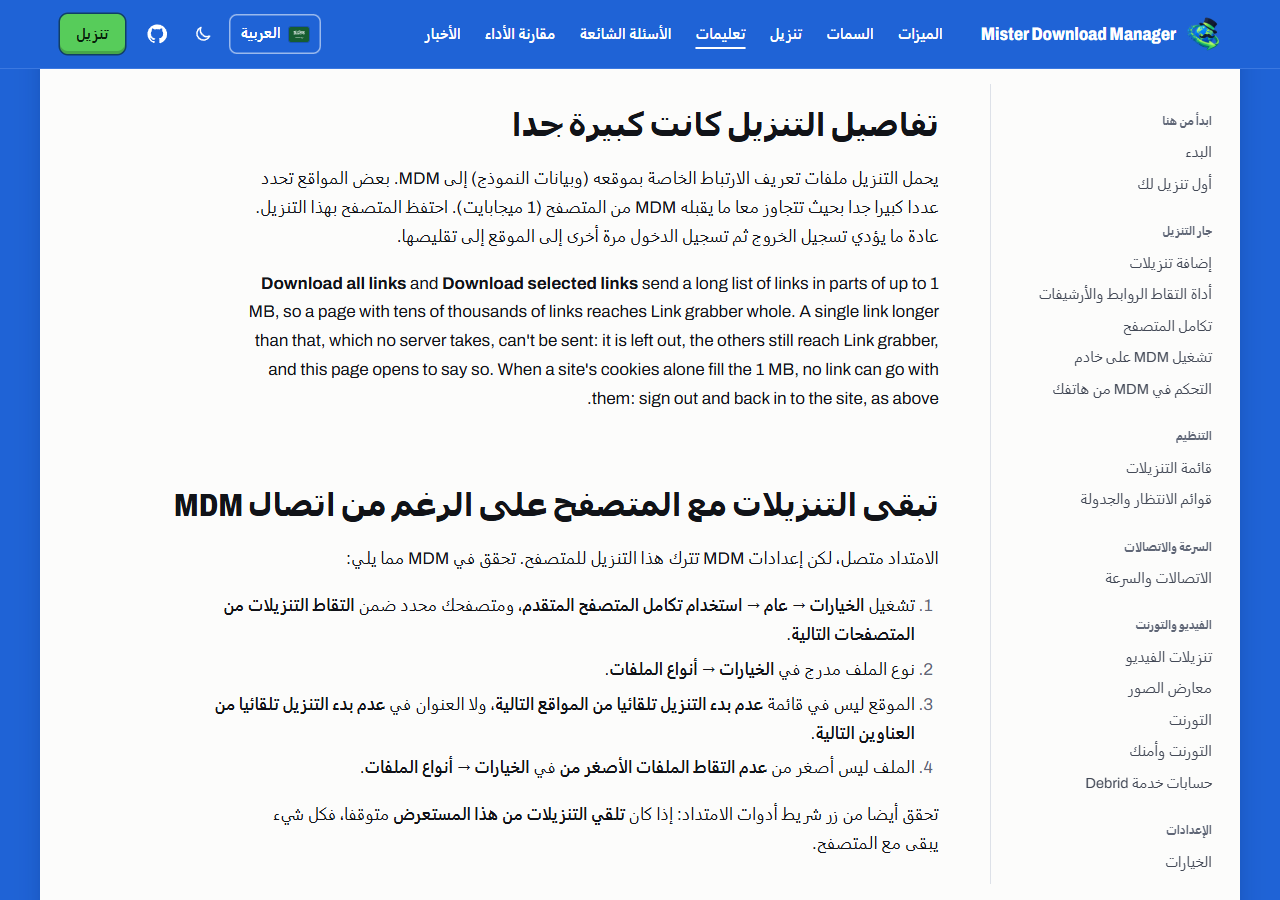 Mister Download Manager
الميزات
السمات
تنزيل
تعليمات
الأسئلة الشائعة
مقارنة الأداء
الأخبار
العربية
تنزيل
ابدأ من هنا
البدء
أول تنزيل لك
جار التنزيل
إضافة تنزيلات
أداة التقاط الروابط والأرشيفات
تكامل المتصفح
تشغيل MDM على خادم
التحكم في MDM من هاتفك
التنظيم
قائمة التنزيلات
قوائم الانتظار والجدولة
السرعة والاتصالات
الاتصالات والسرعة
الفيديو والتورنت
تنزيلات الفيديو
معارض الصور
التورنت
التورنت وأمنك
حسابات خدمة Debrid
الإعدادات
الخيارات
تفاصيل التنزيل كانت كبيرة جدا
يحمل التنزيل ملفات تعريف الارتباط الخاصة بموقعه (وبيانات النموذج) إلى MDM. بعض المواقع تحدد
عددا كبيرا جدا بحيث تتجاوز معا ما يقبله MDM من المتصفح (1 ميجابايت). احتفظ المتصفح بهذا التنزيل.
عادة ما يؤدي تسجيل الخروج ثم تسجيل الدخول مرة أخرى إلى الموقع إلى تقليصها.
Download all links and Download selected links send a long list of links in parts of up to 1
MB, so a page with tens of thousands of links reaches Link grabber whole. A single link longer
than that, which no server takes, can't be sent: it is left out, the others still reach Link grabber,
and this page opens to say so. When a site's cookies alone fill the 1 MB, no link can go with
them: sign out and back in to the site, as above.
تبقى التنزيلات مع المتصفح على الرغم من اتصال MDM
الامتداد متصل، لكن إعدادات MDM تترك هذا التنزيل للمتصفح. تحقق في MDM مما يلي:
1. تشغيل الخيارات → عام → استخدام تكامل المتصفح المتقدم، ومتصفحك محدد ضمن التقاط التنزيلات من
المتصفحات التالية.
2. نوع الملف مدرج في الخيارات → أنواع الملفات.
3. الموقع ليس في قائمة عدم بدء التنزيل تلقائيا من المواقع التالية، ولا العنوان في عدم بدء التنزيل تلقائيا من
العناوين التالية.
4. الملف ليس أصغر من عدم التقاط الملفات الأصغر من في الخيارات → أنواع الملفات.
تحقق أيضا من زر شريط أدوات الامتداد: إذا كان تلقي التنزيلات من هذا المستعرض متوقفا، فكل شيء
يبقى مع المتصفح.